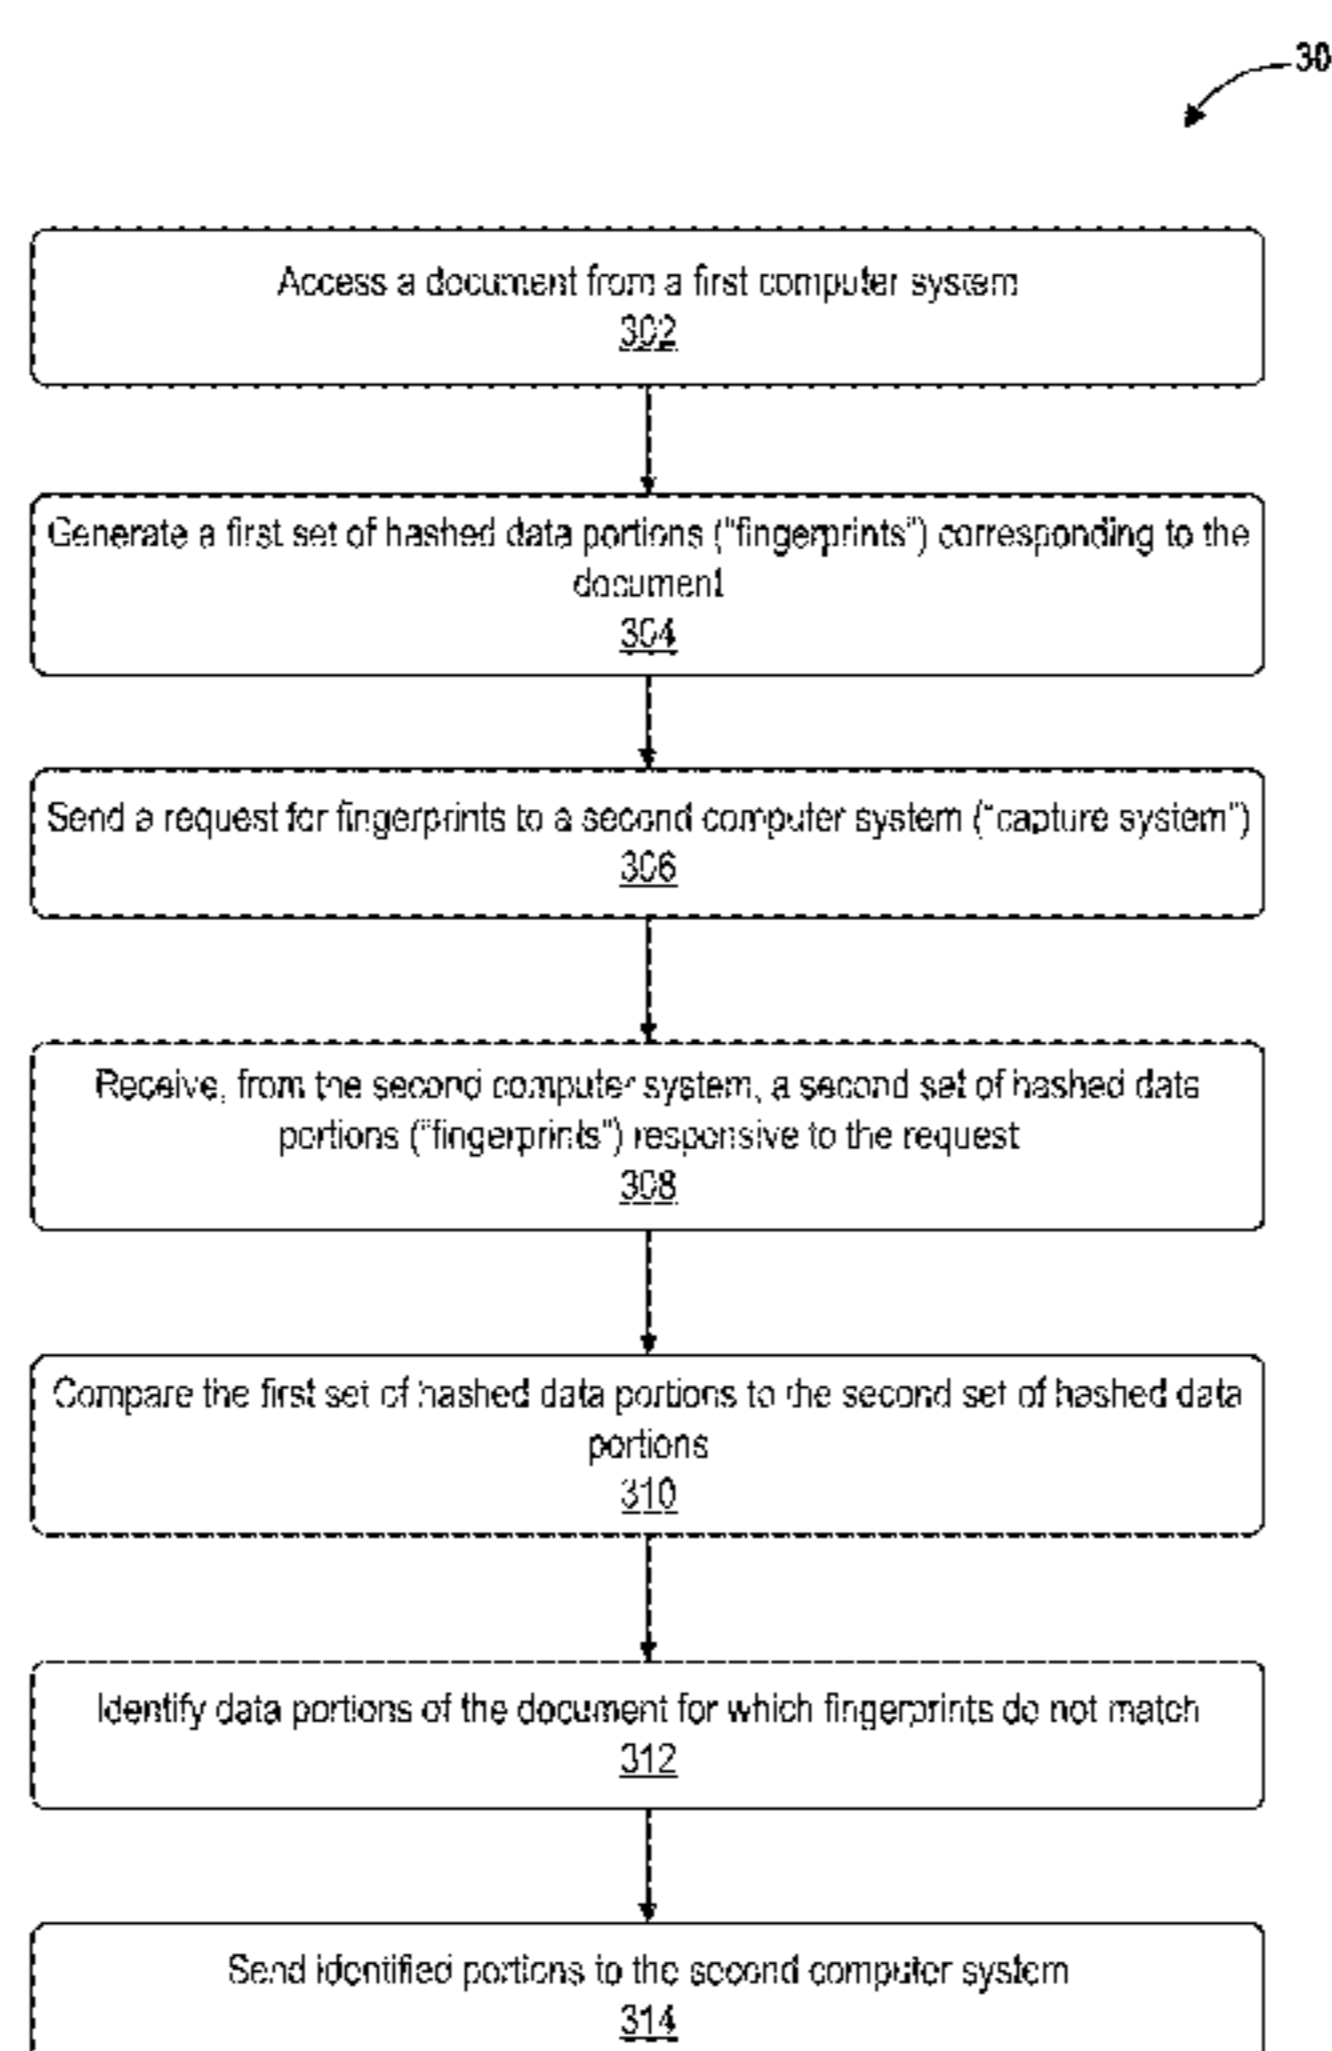 30
Access a document from a first computer system
302
Generate a first set of hashed data portions ("fingerprints") corresponding to the
document
304
Send a request for fingerprints to a second computer system ("capture system")
306
Receive, from the second computer system, a second set of hashed data
portions ("fingerprints") responsive to the request
308
Compare the first set of hashed data portions to the second set of hashed data
portions
310
Identify data portions of the document for which fingerprints do not match
312
Send identified portions to the second computer system
314